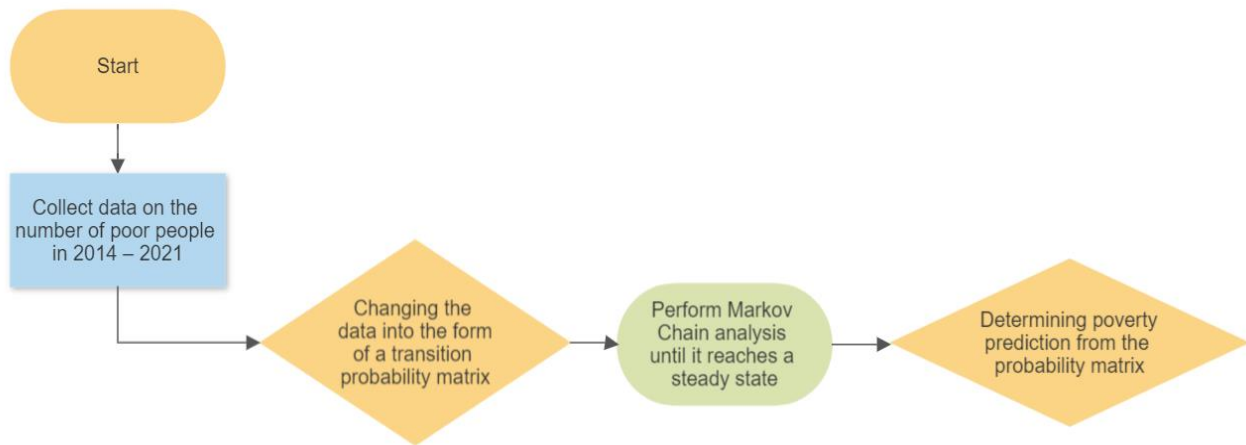 Start
Collect data on the
number of poor people
in 2014 – 2021
Changing the
data into the form
of a transition
probability matrix
Perform Markov
Chain analysis
until it reaches a
steady state
Determining poverty
prediction from the
probability matrix